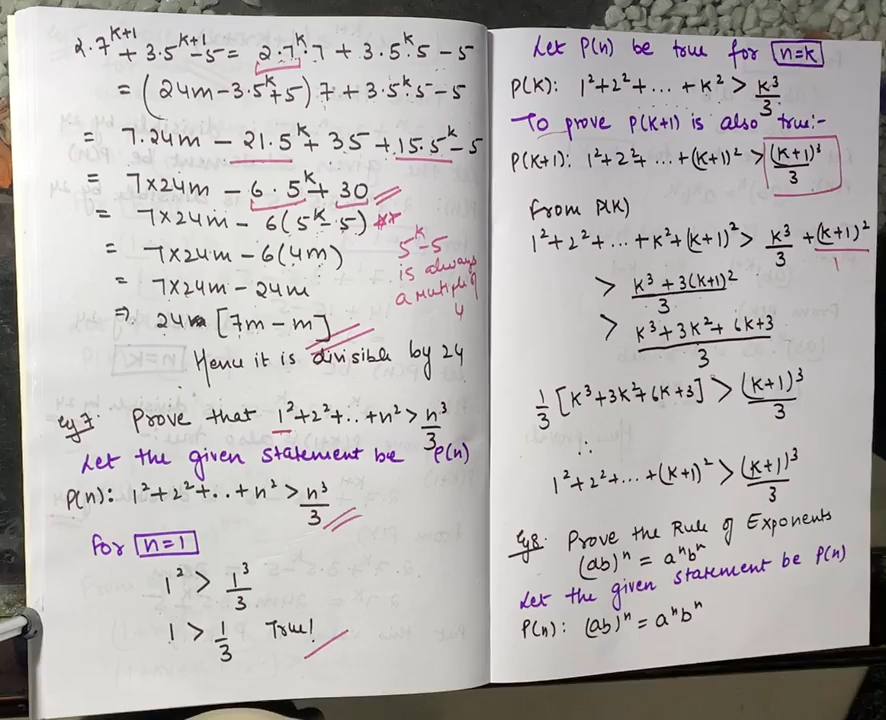 2.7^{k+1} + 3.5^{k+1} - 5 = 2.7^k.7 + 3.5^k.5 - 5
= (24m - 3.5^k + 5) 7 + 3.5^k.5 - 5
= 7.24m - 21.5^k + 35 + 15.5^k - 5
= 7×24m - 6.5^k + 30
= 7×24m - 6(5^k - 5) **
= 7×24m - 6(4m)
= 7×24m - 24m
⇒ 24m [7m - m]
5^k - 5
is always
a multiple of
4
Hence it is divisible by 24
Eg 7. Prove that 1²+2²+..+n² > n³/3
Let the given statement be P(n)
P(n): 1²+2²+..+n² > n³/3
for n=1
1² > 1³/3
1 > 1/3 True!
Let P(n) be true for n=k
P(K): 1²+2²+...+K² > K³/3
To prove P(K+1) is also true:-
P(K+1): 1²+2²+...+(K+1)² > (K+1)³/3
from P(K)
1²+2²+...+K²+(K+1)² > K³/3 + (K+1)²/1
> K³+3(K+1)²/3
> K³+3K²+6K+3/3
1/3 [K³+3K²+6K+3] > (K+1)³/3
∴
1²+2²+...+(K+1)² > (K+1)³/3
Eg 8. Prove the Rule of Exponents
(ab)ⁿ = aⁿbⁿ
Let the given statement be P(n)
P(n): (ab)ⁿ = aⁿbⁿ